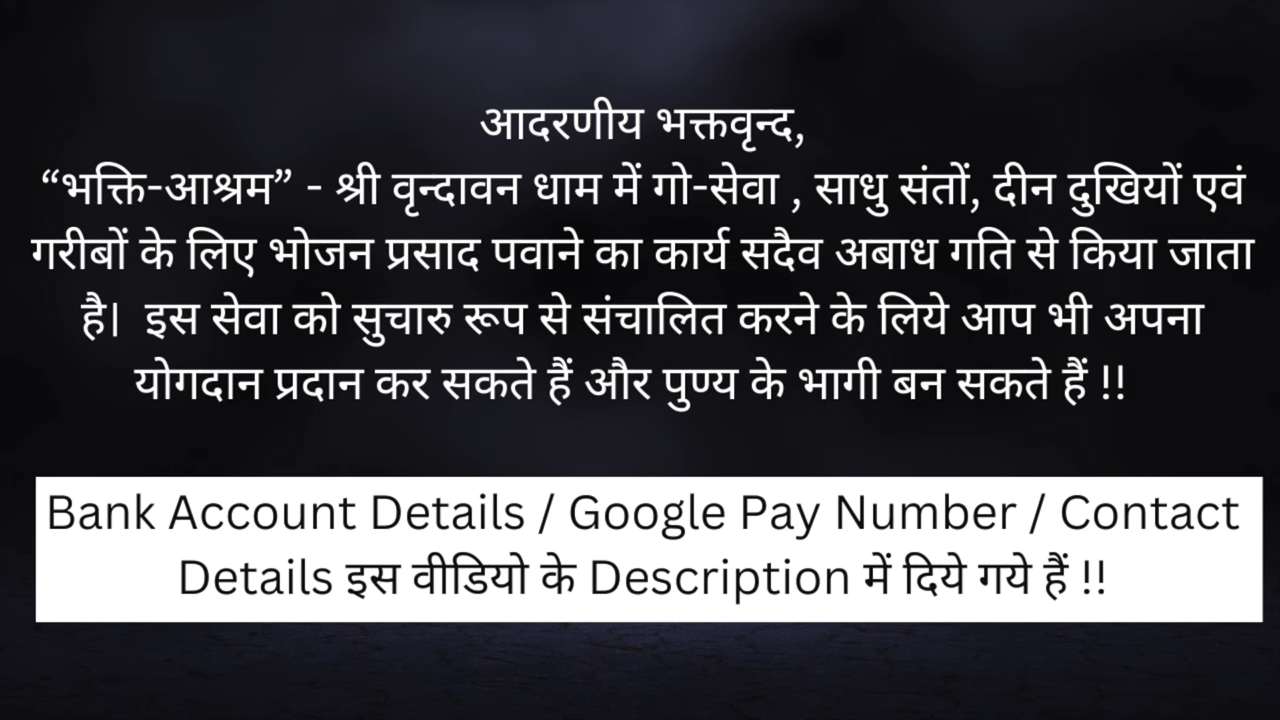 आदरणीय भक्तवृन्द,
“भक्ति-आश्रम” - श्री वृन्दावन धाम में गो-सेवा , साधु संतों, दीन दुखियों एवं
गरीबों के लिए भोजन प्रसाद पवाने का कार्य सदैव अबाध गति से किया जाता
है। इस सेवा को सुचारु रूप से संचालित करने के लिये आप भी अपना
योगदान प्रदान कर सकते हैं और पुण्य के भागी बन सकते हैं !!
Bank Account Details / Google Pay Number / Contact
Details इस वीडियो के Description में दिये गये हैं !!